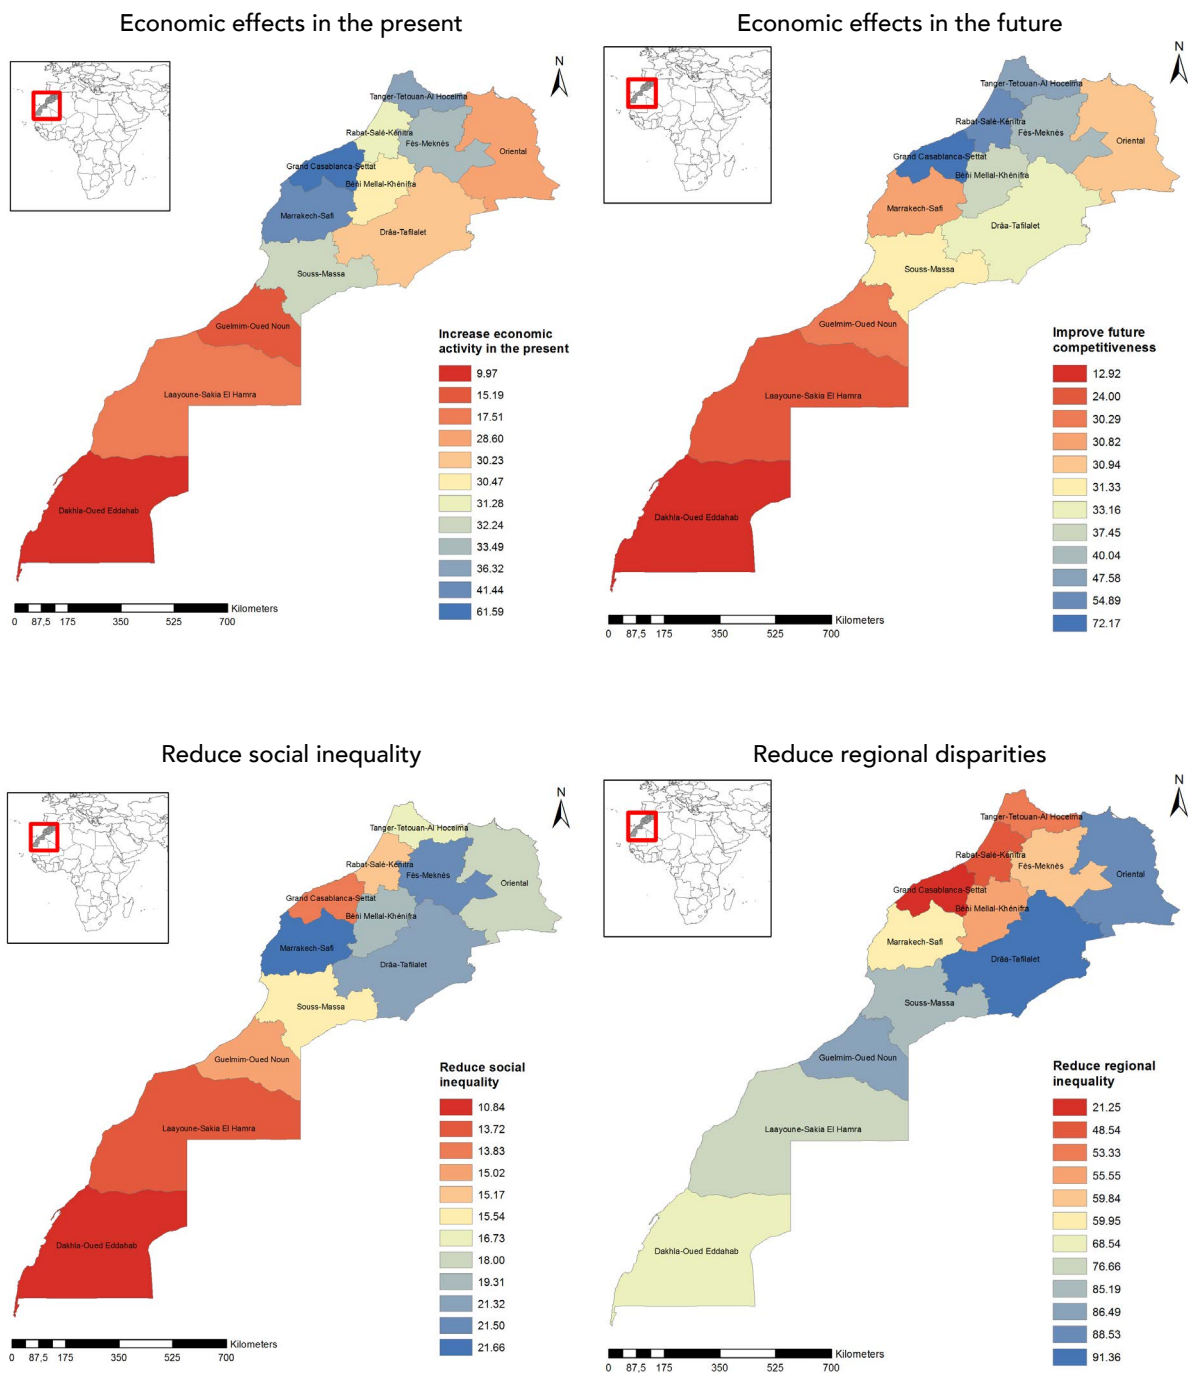 Economic effects in the present
N
Tanger-Tetouan-Al Hoceima
Rabat-Salé-Kénitra
Fès-Meknès
Oriental
Grand Casablanca-Settat
Béni Mellal-Khénifra
Marrakech-Safi
Drâa-Tafilalet
Souss-Massa
Guelmim-Oued Noun
Laayoune-Sakia El Hamra
Dakhla-Oued Eddahab
Increase economic
activity in the present
9.97
15.19
17.51
28.60
30.23
30.47
31.28
32.24
33.49
36.32
41.44
61.59
Kilometers
0 87,5 175 350 525 700
Economic effects in the future
N
Tanger-Tetouan-Al Hoceima
Rabat-Salé-Kénitra
Fès-Meknès
Oriental
Grand Casablanca-Settat
Béni Mellal-Khénifra
Marrakech-Safi
Drâa-Tafilalet
Souss-Massa
Guelmim-Oued Noun
Laayoune-Sakia El Hamra
Dakhla-Oued Eddahab
Improve future
competitiveness
12.92
24.00
30.29
30.82
30.94
31.33
33.16
37.45
40.04
47.58
54.89
72.17
Kilometers
0 87,5 175 350 525 700
Reduce social inequality
N
Tanger-Tetouan-Al Hoceima
Rabat-Salé-Kénitra
Fès-Meknès
Oriental
Grand Casablanca-Settat
Béni Mellal-Khénifra
Marrakech-Safi
Drâa-Tafilalet
Souss-Massa
Guelmim-Oued Noun
Laayoune-Sakia El Hamra
Dakhla-Oued Eddahab
Reduce social
inequality
10.84
13.72
13.83
15.02
15.17
15.54
16.73
18.00
19.31
21.32
21.50
21.66
Kilometers
0 87,5 175 350 525 700
Reduce regional disparities
N
Tanger-Tetouan-Al Hoceima
Rabat-Salé-Kénitra
Fès-Meknès
Oriental
Grand Casablanca-Settat
Béni Mellal-Khénifra
Marrakech-Safi
Drâa-Tafilalet
Souss-Massa
Guelmim-Oued Noun
Laayoune-Sakia El Hamra
Dakhla-Oued Eddahab
Reduce regional
inequality
21.25
48.54
53.33
55.55
59.84
59.95
68.54
76.66
85.19
86.49
88.53
91.36
Kilometers
0 87,5 175 350 525 700